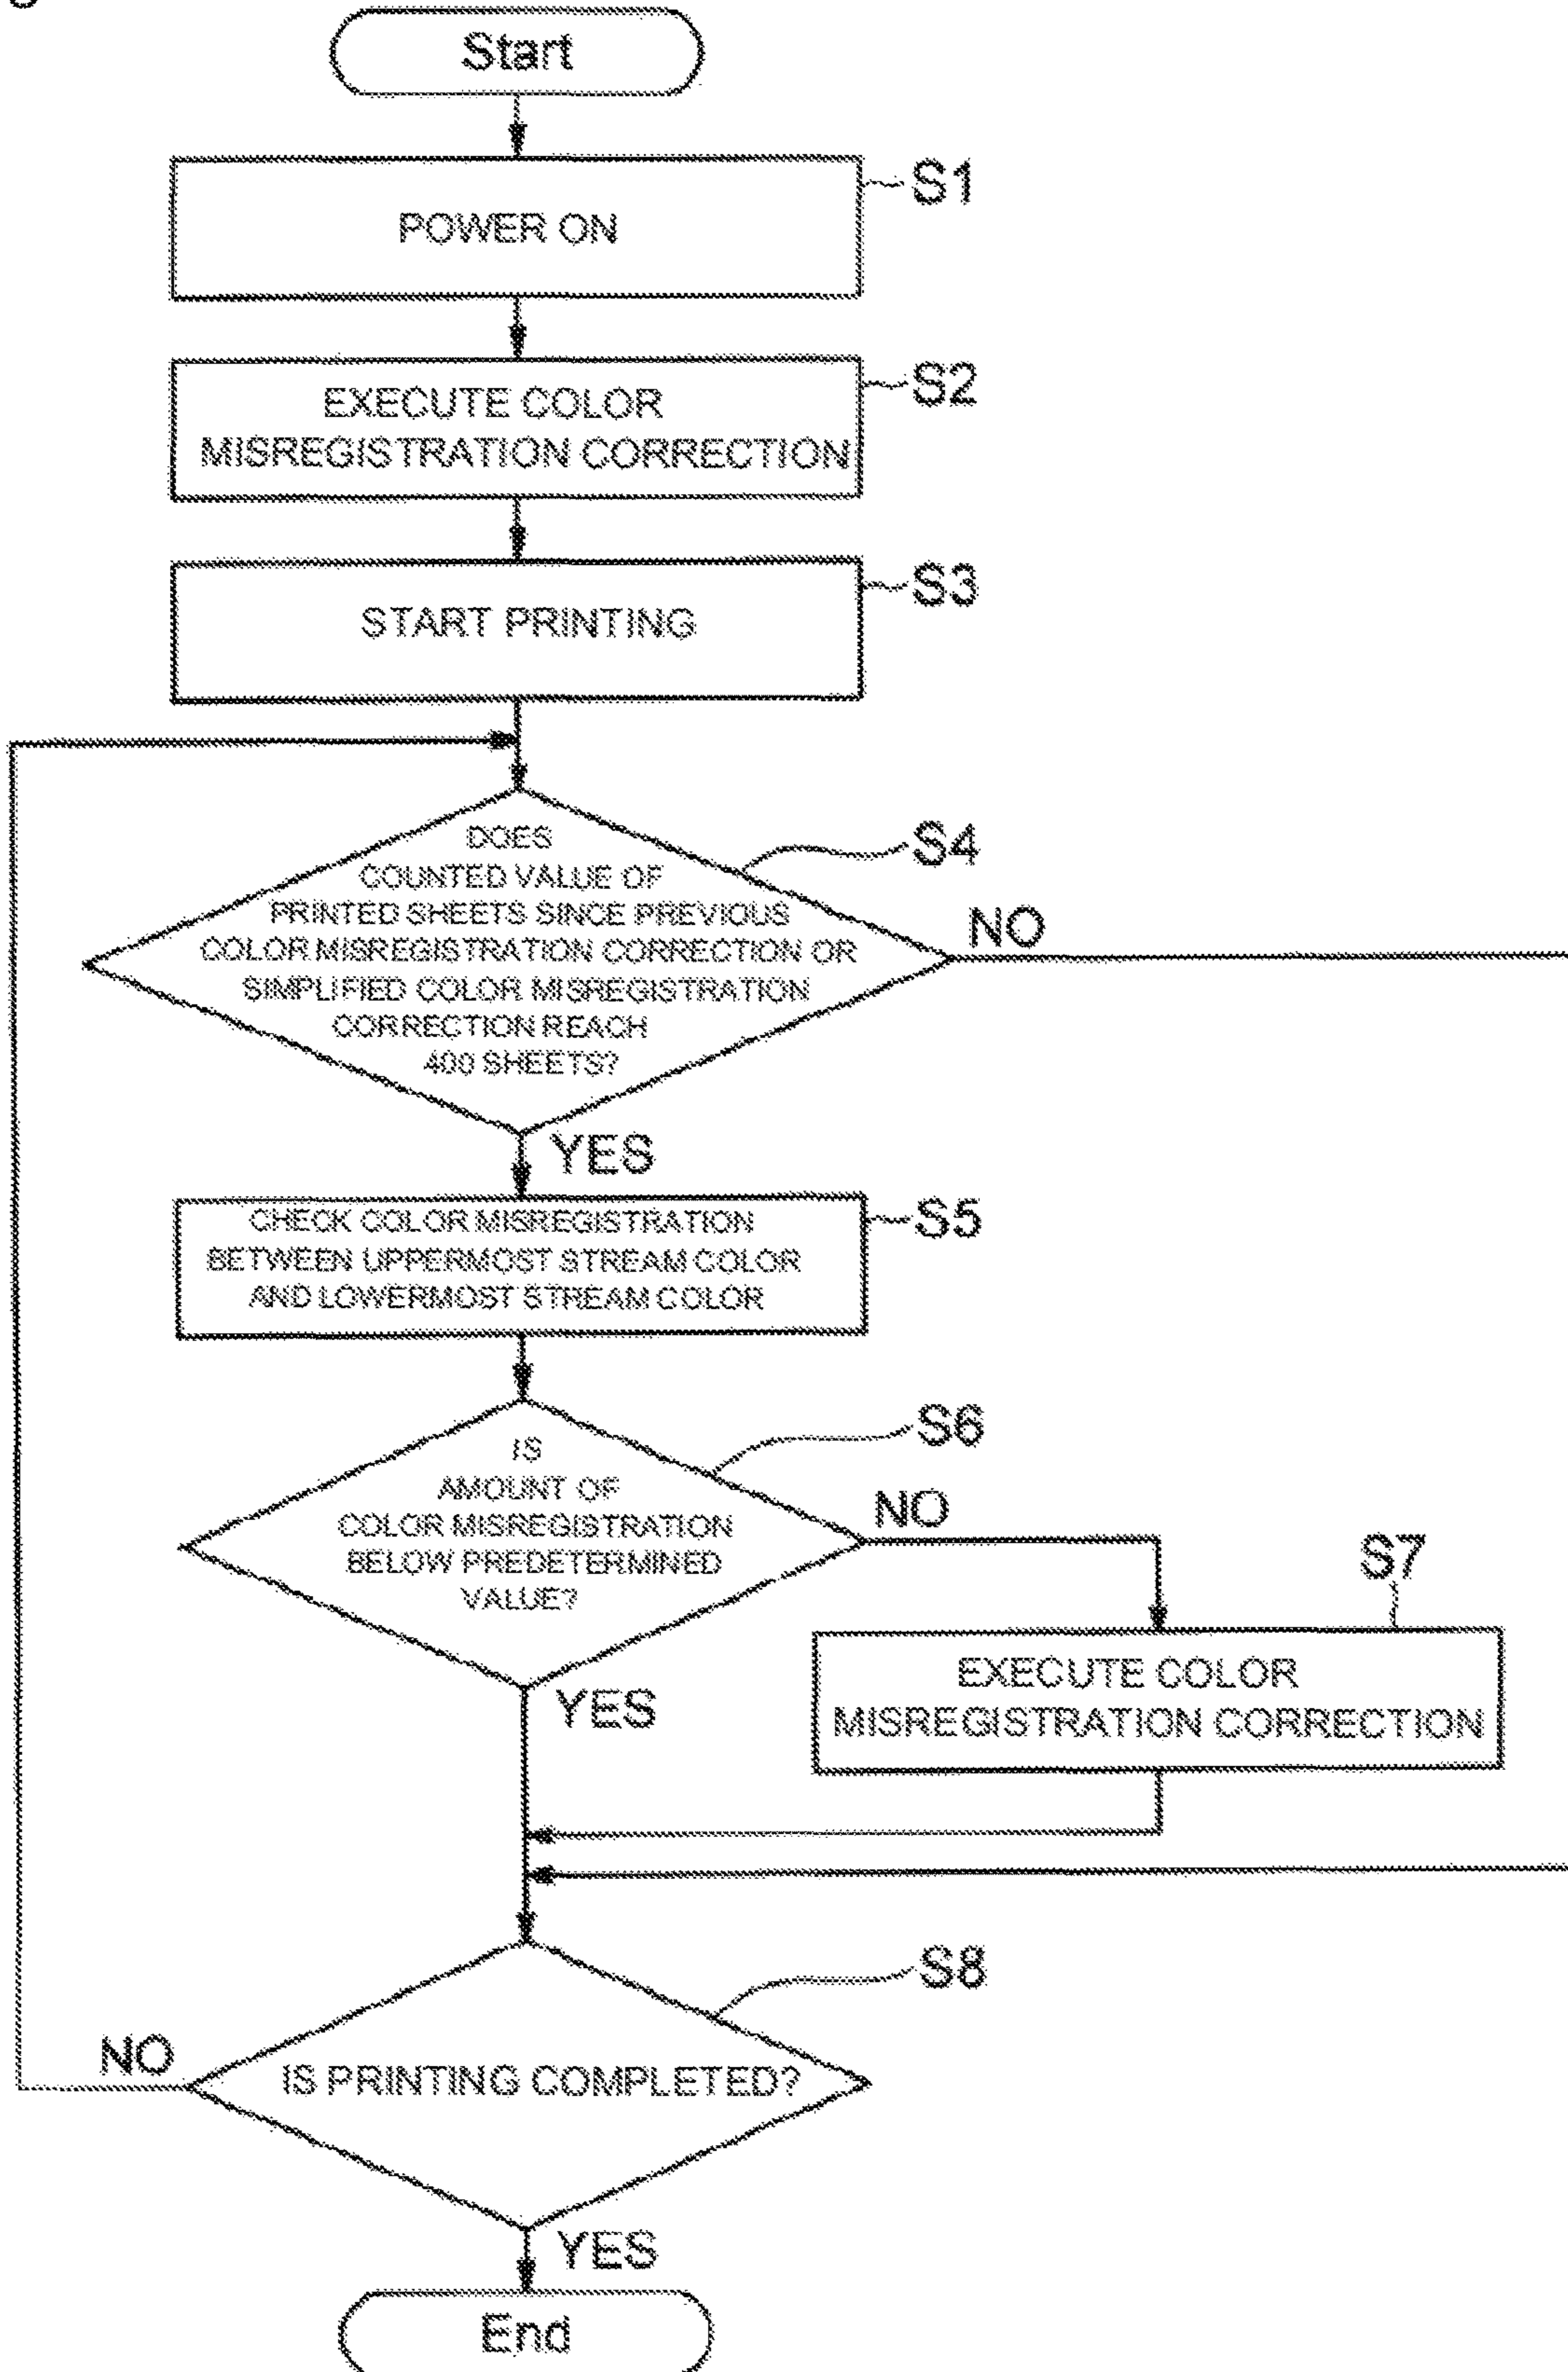 Start
S1
POWER ON
S2
EXECUTE COLOR
MISREGISTRATION CORRECTION
S3
START PRINTING
S4
DOES
COUNTED VALUE OF
PRINTED SHEETS SINCE PREVIOUS
COLOR MISREGISTRATION CORRECTION OR
SIMPLIFIED COLOR MISREGISTRATION
CORRECTION REACH
400 SHEETS?
NO
YES
S5
CHECK COLOR MISREGISTRATION
BETWEEN UPPERMOST STREAM COLOR
AND LOWERMOST STREAM COLOR
S6
IS
AMOUNT OF
COLOR MISREGISTRATION
BELOW PREDETERMINED
VALUE?
NO
YES
S7
EXECUTE COLOR
MISREGISTRATION CORRECTION
S8
NO
IS PRINTING COMPLETED?
YES
End